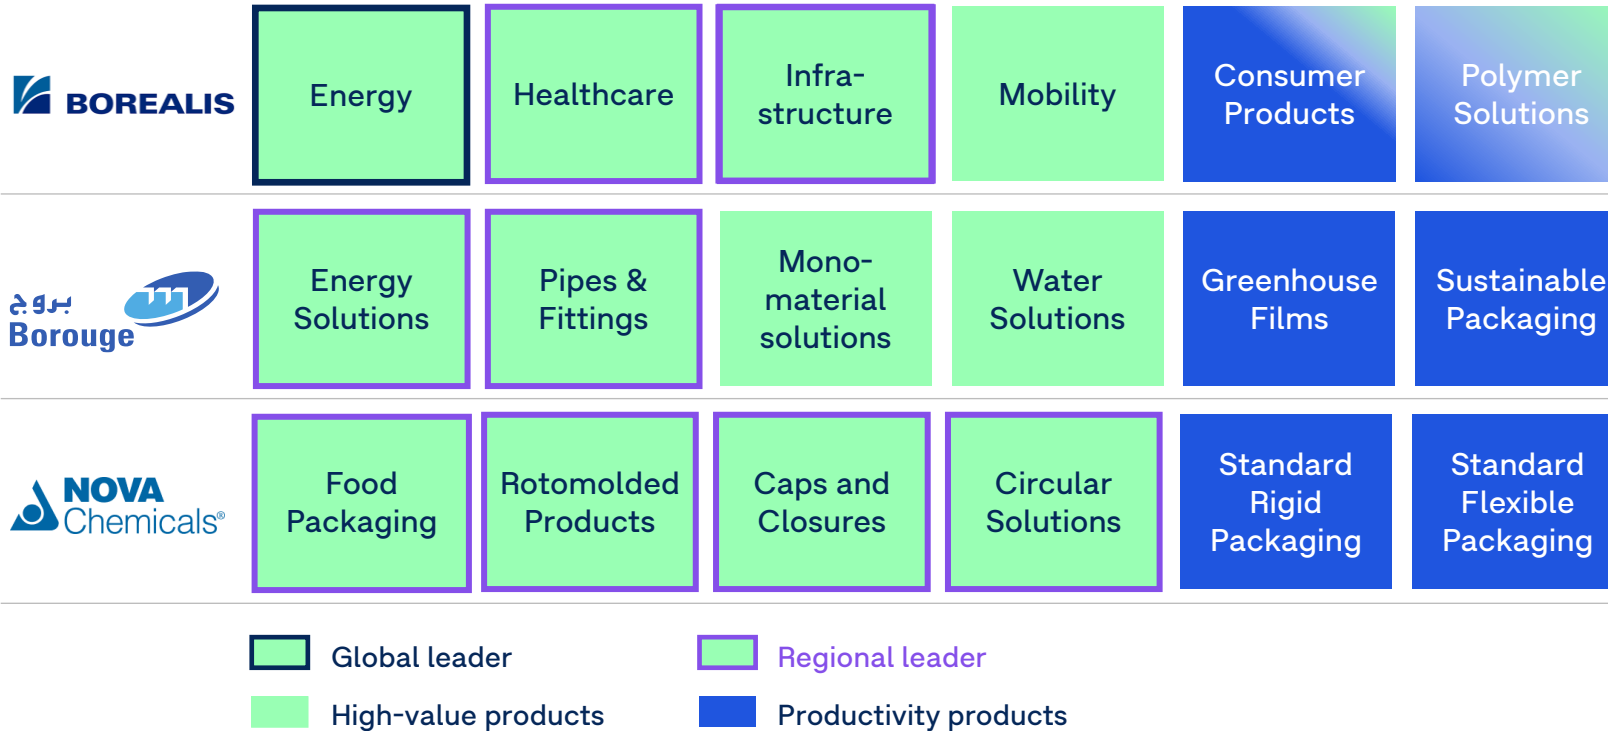 BOREALIS
Energy
Healthcare
Infra-
structure
Mobility
Consumer
Products
Polymer
Solutions
بروج
Borouge
Energy
Solutions
Pipes &
Fittings
Mono-
material
solutions
Water
Solutions
Greenhouse
Films
Sustainable
Packaging
NOVA
Chemicals®
Food
Packaging
Rotomolded
Products
Caps and
Closures
Circular
Solutions
Standard
Rigid
Packaging
Standard
Flexible
Packaging
Global leader
Regional leader
High-value products
Productivity products